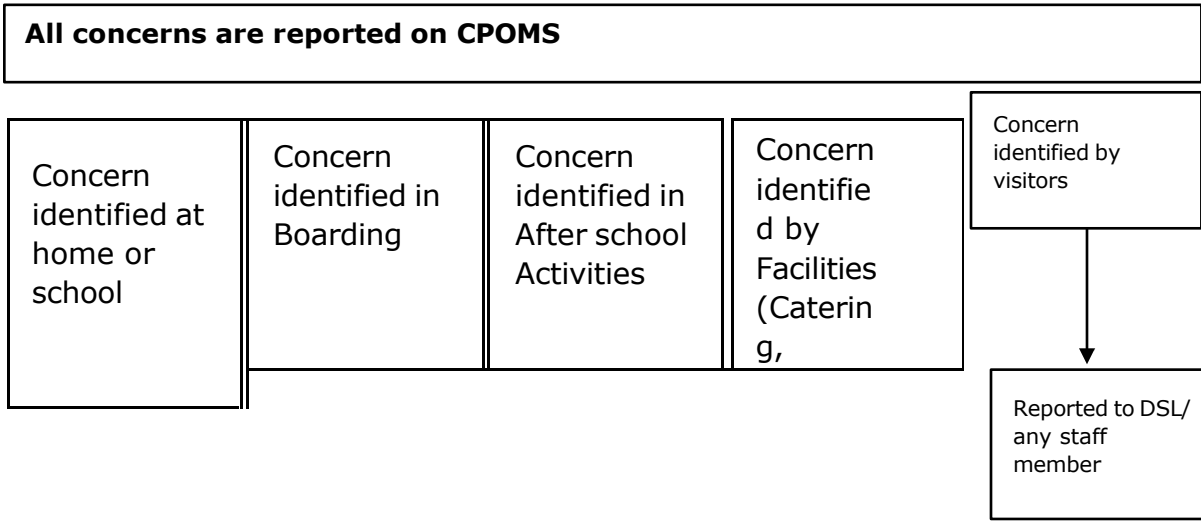 All concerns are reported on CPOMS
Concern
identified at
home or
school
Concern
identified in
Boarding
Concern
identified in
After school
Activities
Concern
identifie
d by
Facilities
(Caterin
g,
Concern
identified by
visitors
Reported to DSL/
any staff
member